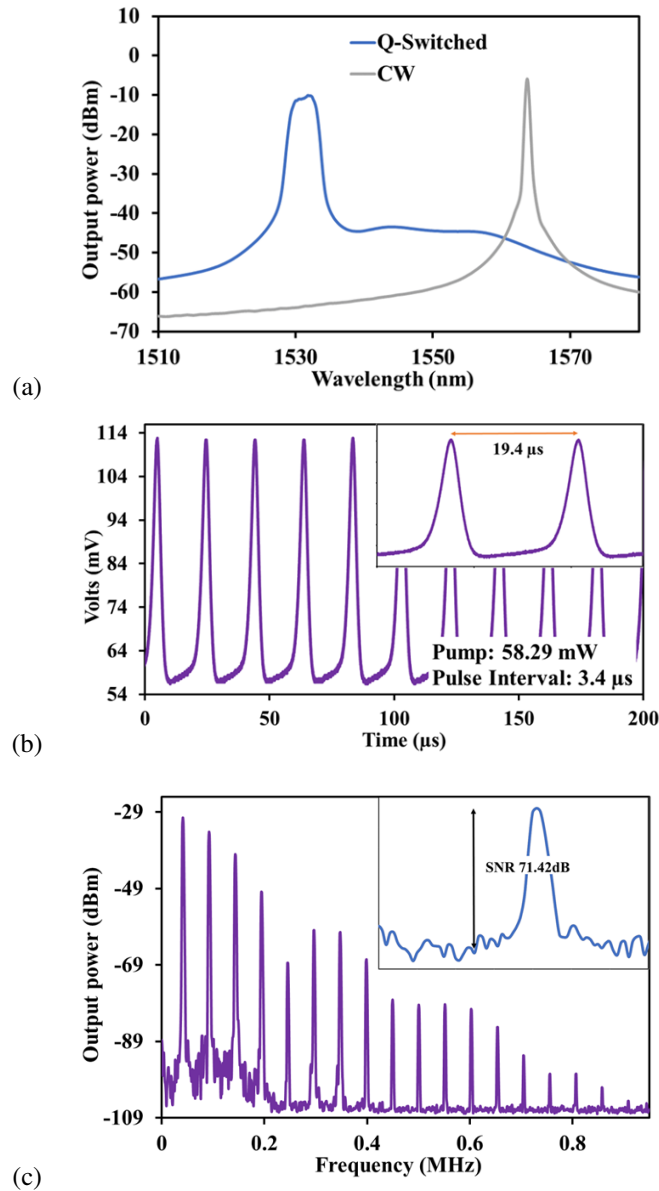 10
0
-10
-20
-30
-40
-50
-60
-70
Output power (dBm)
Q-Switched
CW
1510
1530
1550
1570
Wavelength (nm)
(a)
114
104
94
84
74
64
54
Volts (mV)
19.4 µs
Pump: 58.29 mW
Pulse Interval: 3.4 µs
0
50
100
150
200
Time (µs)
(b)
-29
-49
-69
-89
-109
Output power (dBm)
SNR 71.42dB
0
0.2
0.4
0.6
0.8
Frequency (MHz)
(c)